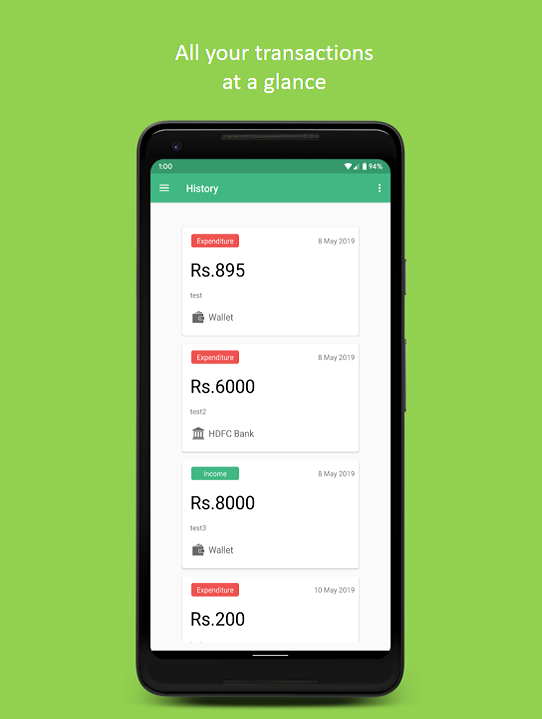 All your transactions
at a glance
1:00
94%
History
Expenditure
8 May 2019
Rs.895
test
Wallet
Expenditure
8 May 2019
Rs.6000
test2
HDFC Bank
Income
8 May 2019
Rs.8000
test3
Wallet
Expenditure
10 May 2019
Rs.200